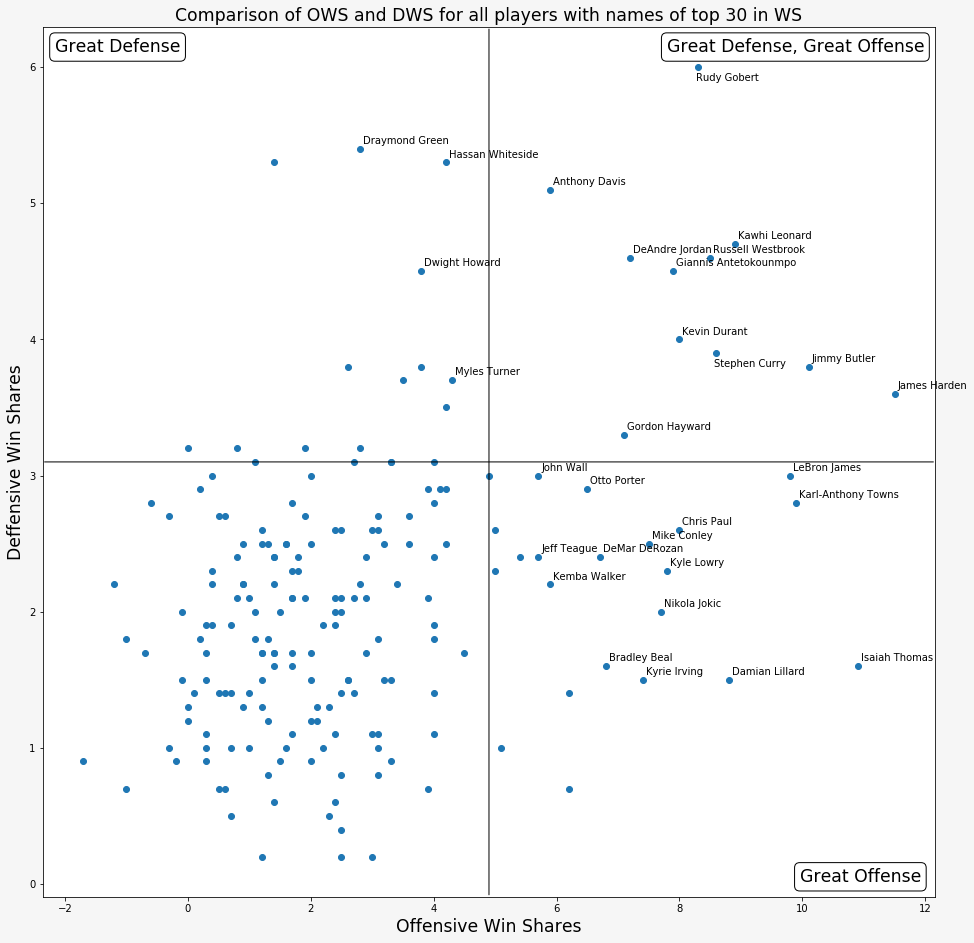 Comparison of OWS and DWS for all players with names of top 30 in WS
Great Defense
Great Defense, Great Offense
Rudy Gobert
Draymond Green
Hassan Whiteside
Anthony Davis
Kawhi Leonard
DeAndre Jordan
Russell Westbrook
Dwight Howard
Giannis Antetokounmpo
Kevin Durant
Stephen Curry
Jimmy Butler
Myles Turner
James Harden
Gordon Hayward
John Wall
LeBron James
Otto Porter
Karl-Anthony Towns
Chris Paul
Mike Conley
Jeff Teague
DeMar DeRozan
Kyle Lowry
Kemba Walker
Nikola Jokic
Bradley Beal
Isaiah Thomas
Kyrie Irving
Damian Lillard
Great Offense
6
5
4
3
2
1
0
−2
0
2
4
6
8
10
12
Deffensive Win Shares
Offensive Win Shares